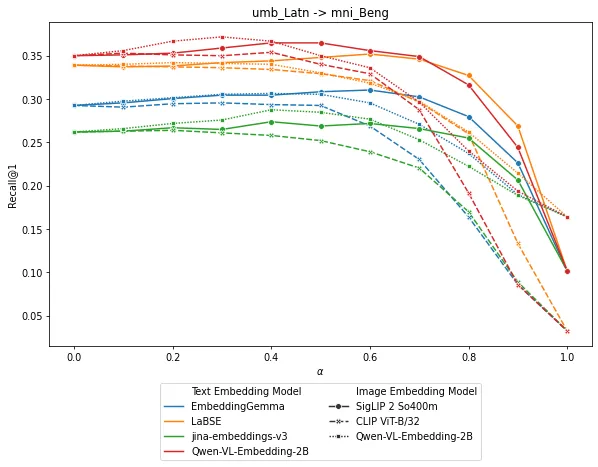 umb_Latn -> mni_Beng
Recall@1
0.35
0.30
0.25
0.20
0.15
0.10
0.05
0.0 0.2 0.4 0.6 0.8 1.0
α
Text Embedding Model Image Embedding Model
EmbeddingGemma SigLIP 2 So400m
LaBSE CLIP ViT-B/32
jina-embeddings-v3 Qwen-VL-Embedding-2B
Qwen-VL-Embedding-2B